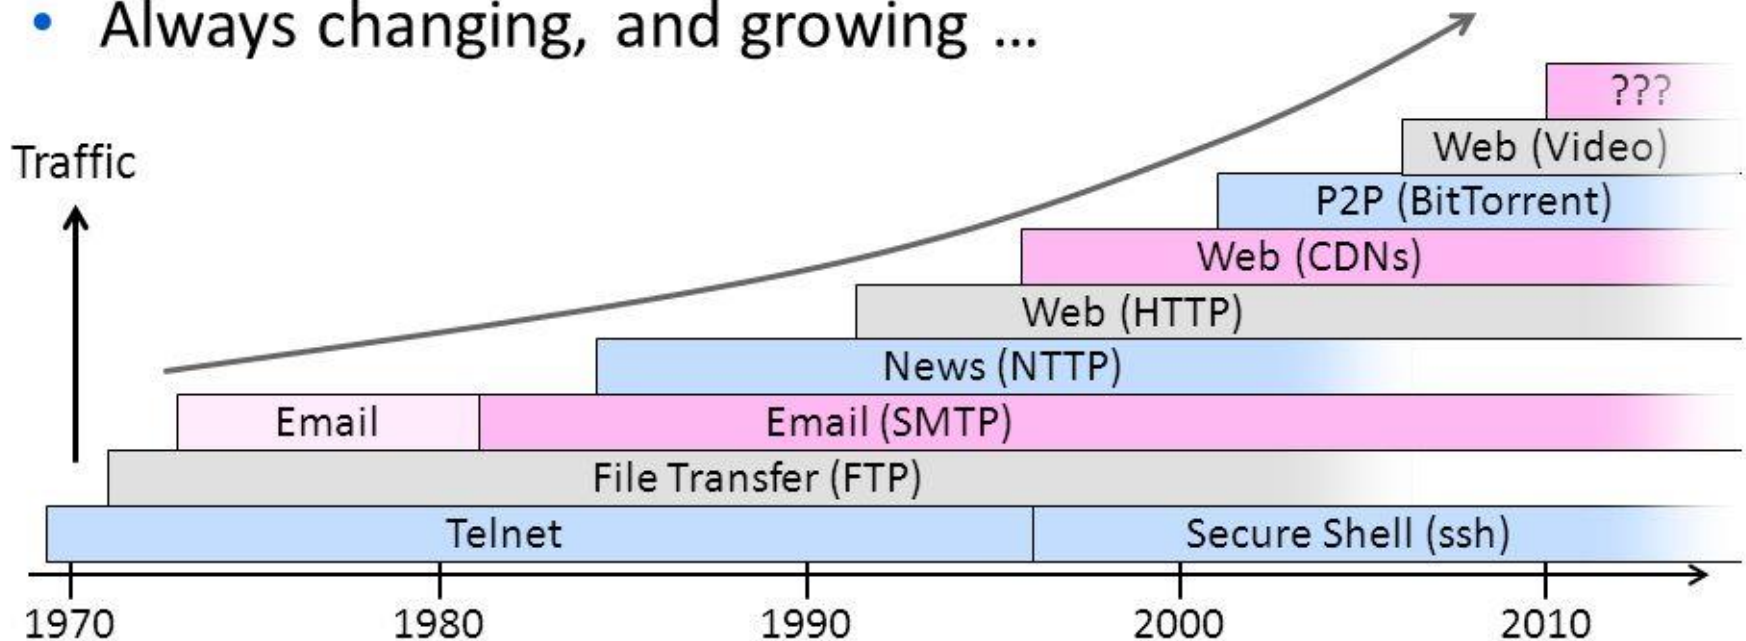 • Always changing, and growing ...
???
Web (Video)
Traffic
P2P (BitTorrent)
Web (CDNs)
Web (HTTP)
News (NTTP)
Email Email (SMTP)
File Transfer (FTP)
Telnet Secure Shell (ssh)
1970 1980 1990 2000 2010